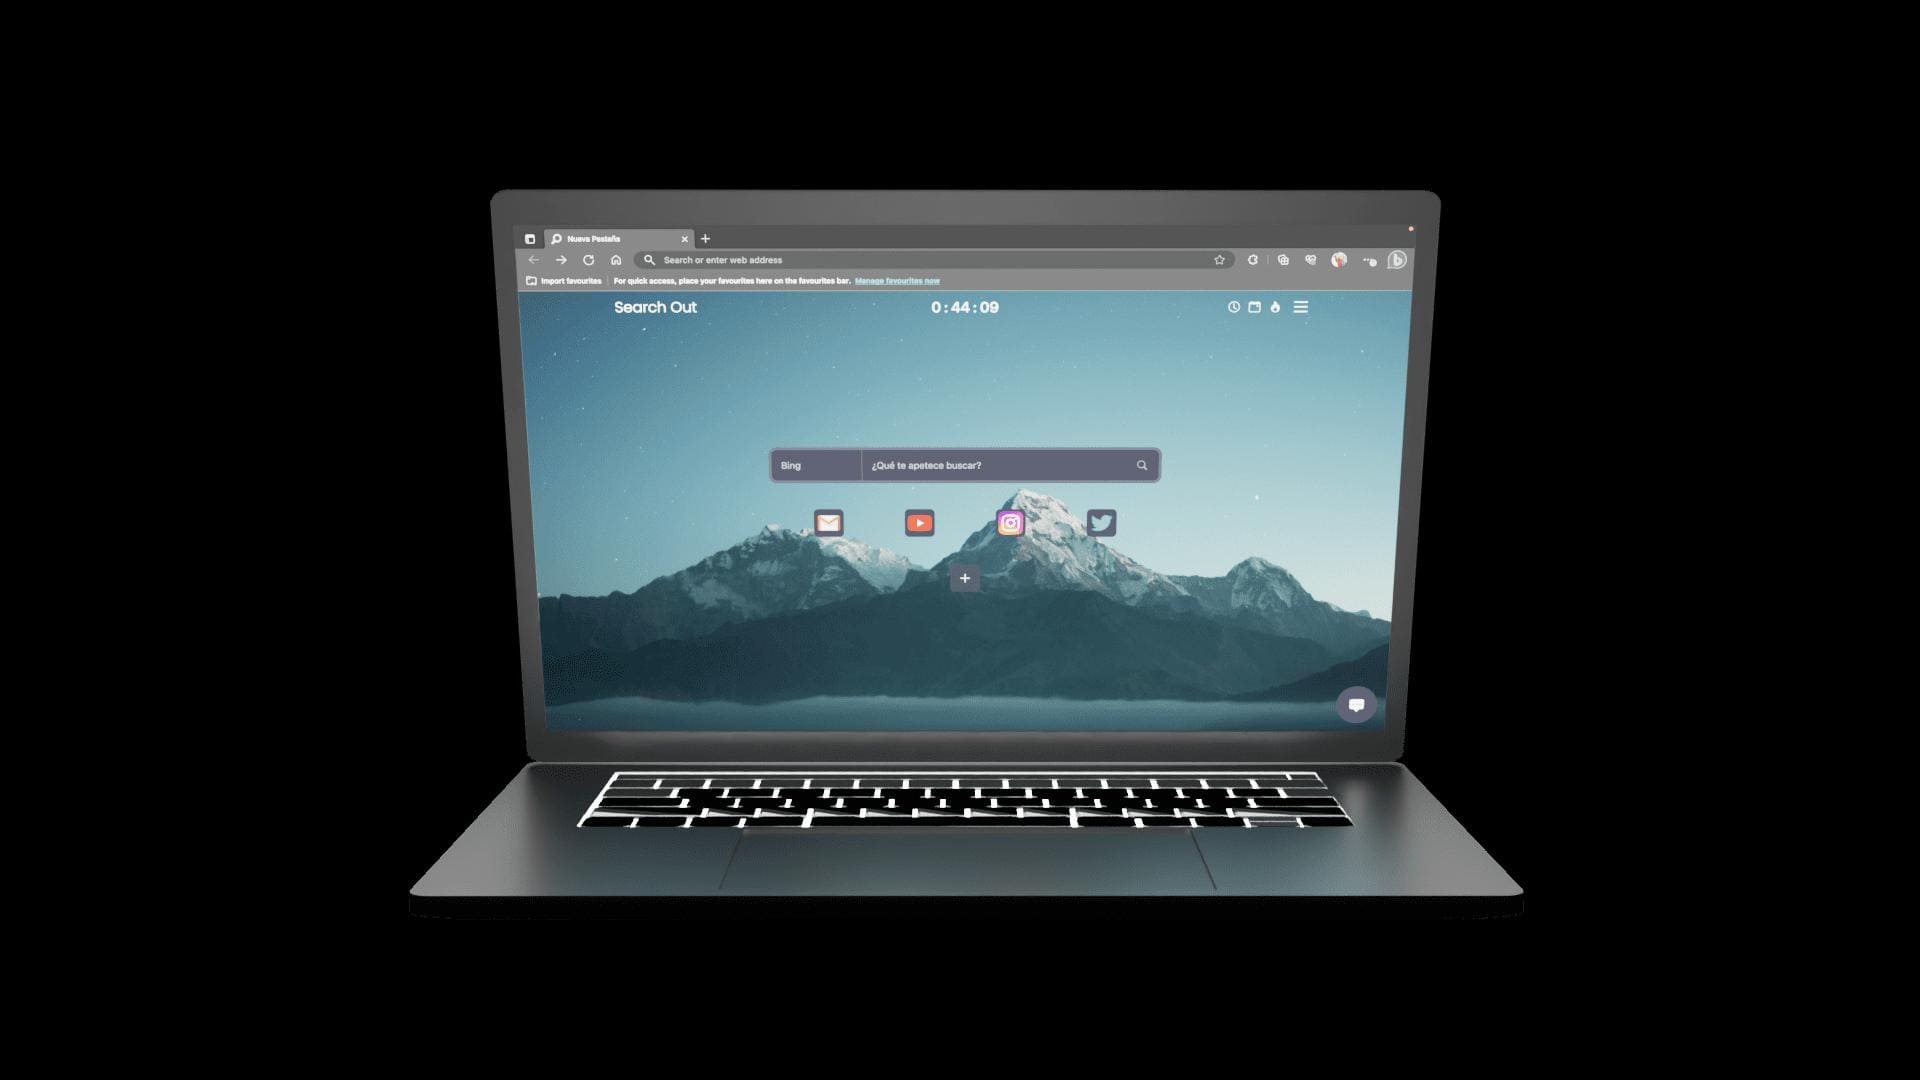 Nueva Pestaña
Search or enter web address
Import favourites
For quick access, place your favourites here on the favourites bar. Manage favourites now
Search Out
0:44:09
Bing
¿Qué te apetece buscar?